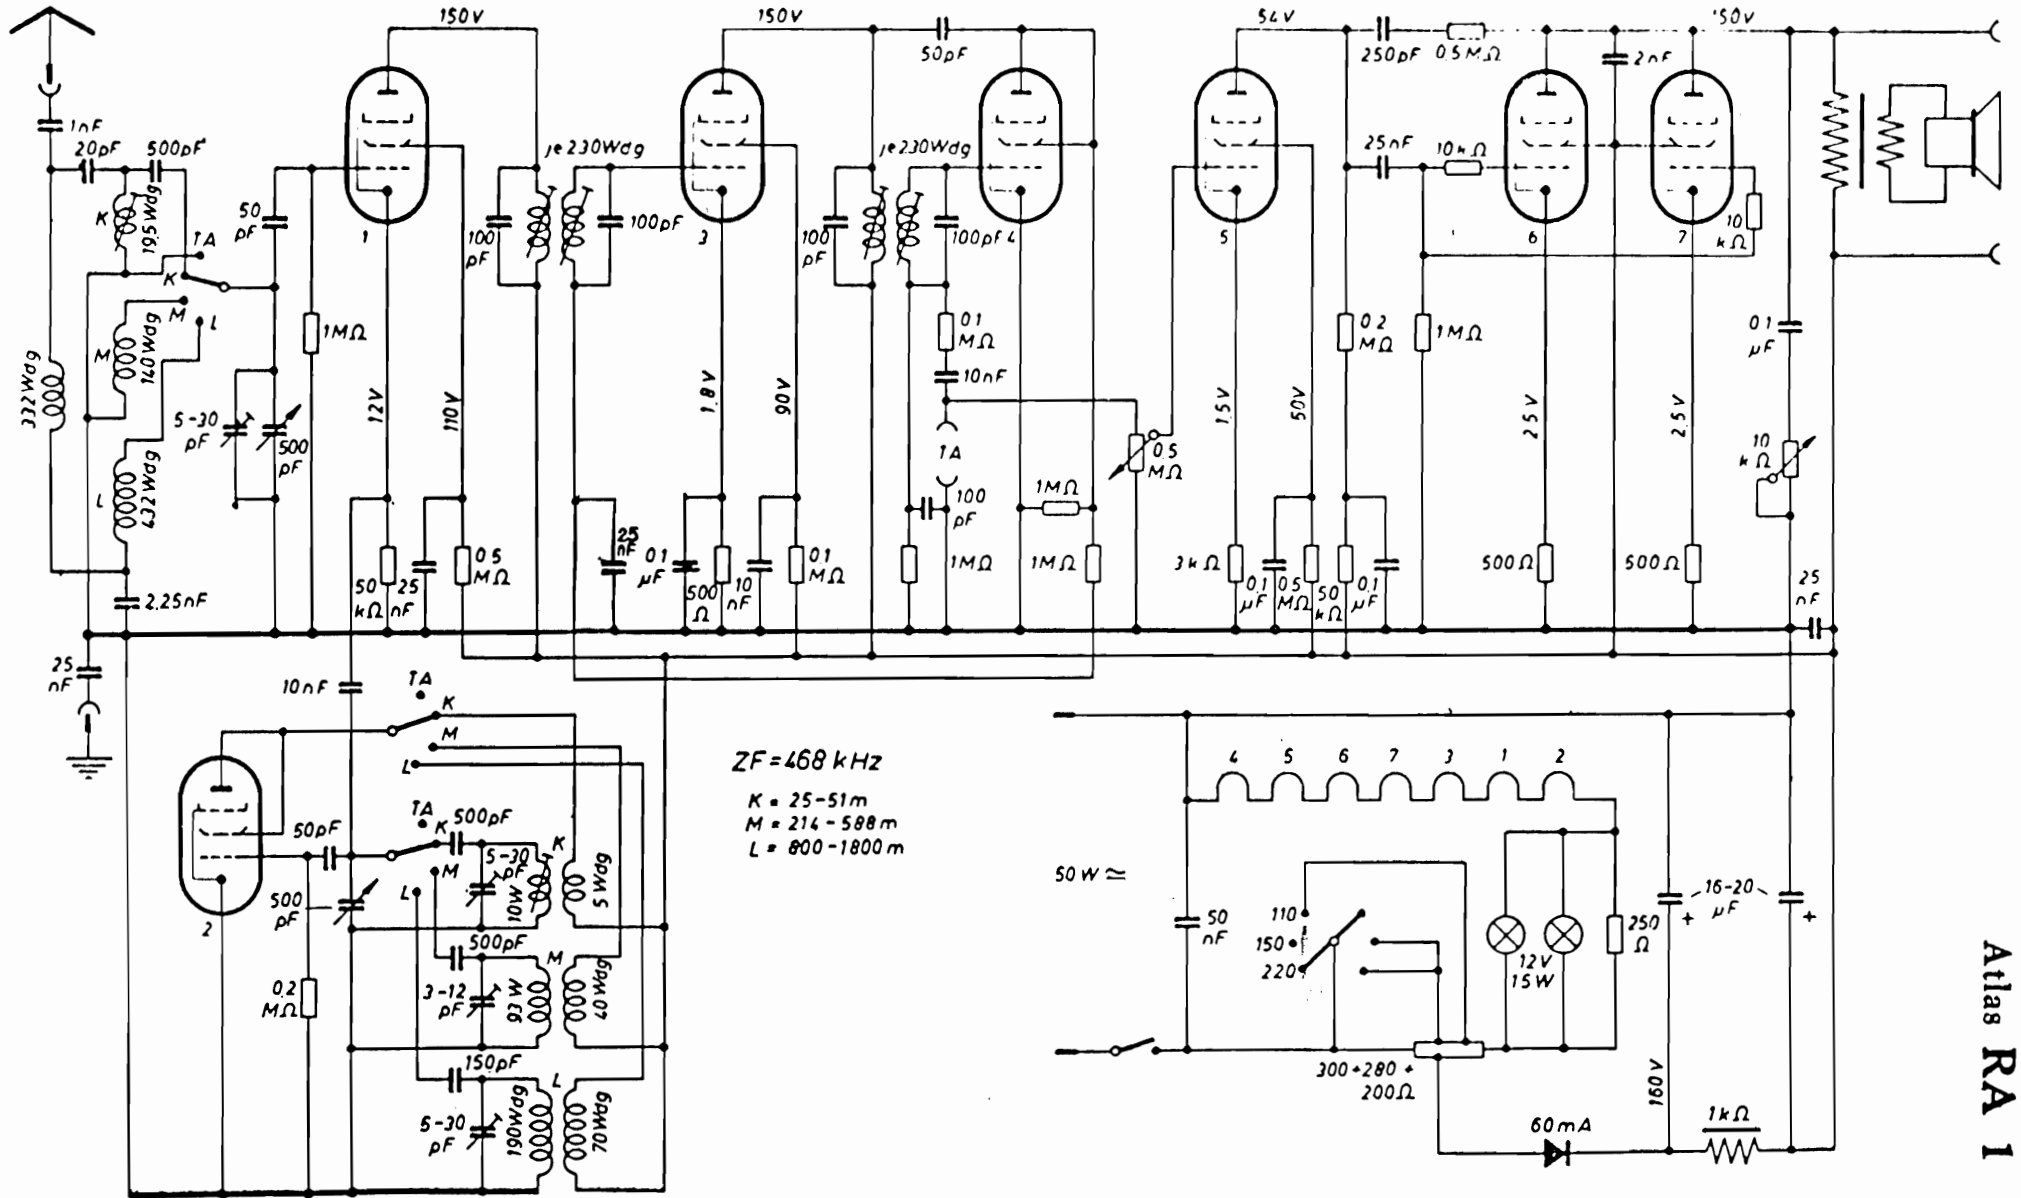 150V
150V
50pF
54V
250pF
0.5MΩ
50V
2nF
1nF
20pF
500pF
K
19.5Wdg
TA
K
M
L
M
140Wdg
332Wdg
L
432Wdg
2,25nF
25
nF
50
pF
5-30
pF
500
pF
1MΩ
1
12V
110V
50
kΩ
25
nF
0.5
MΩ
je 230Wdg
100
pF
100pF
25
nF
3
1.8V
90V
0.1
µF
500
Ω
10
nF
0.1
MΩ
je 230Wdg
100
pF
100pF
4
0.1
MΩ
10nF
TA
100
pF
1MΩ
1MΩ
1MΩ
0.5
MΩ
5
1.5V
50V
3kΩ
0.1
µF
0.5
MΩ
50
kΩ
0.1
µF
25nF
10kΩ
0.2
MΩ
1MΩ
6
25V
500Ω
7
2.5V
500Ω
10
kΩ
0.1
µF
10
kΩ
25
nF
10nF
TA
K
M
L
2
50pF
500
pF
0.2
MΩ
TA
K
M
L
500pF
5-30
pF
10W
K
5Wdg
500pF
3-12
pF
93W
M
40Wdg
150pF
5-30
pF
190Wdg
L
70Wdg
ZF=468 kHz
K = 25-51m
M = 214-588m
L = 800-1800m
4 5 6 7 3 1 2
50W ≃
50
nF
110
150
220
300+280+
200Ω
12V
15W
250
Ω
16-20
µF
+
+
160V
60mA
1kΩ
Atlas RA 1